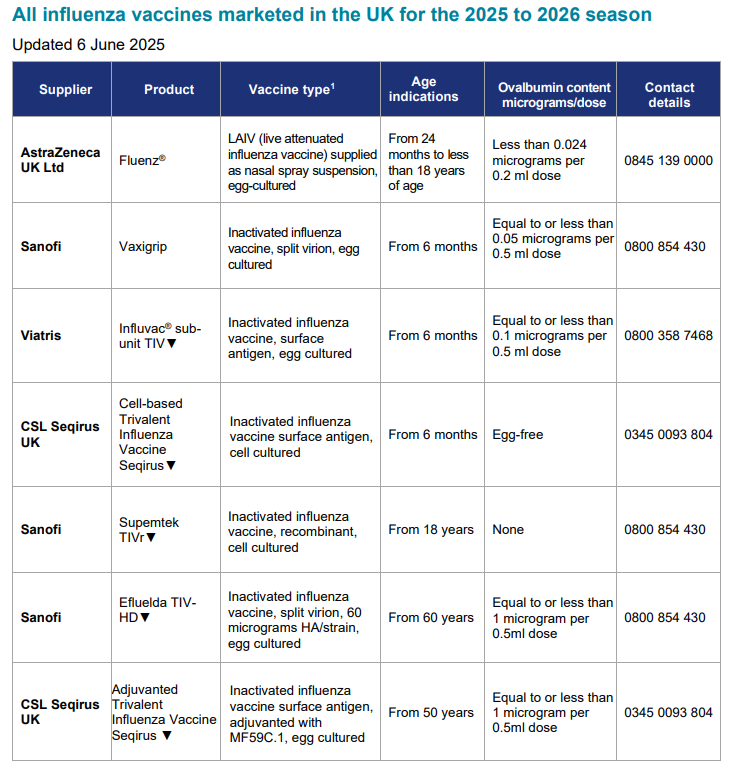 All influenza vaccines marketed in the UK for the 2025 to 2026 season
Updated 6 June 2025
Supplier
Product
Vaccine type1
Age
indications
Ovalbumin content
micrograms/dose
Contact
details
AstraZeneca
UK Ltd
Fluenz®
LAIV (live attenuated
influenza vaccine) supplied
as nasal spray suspension,
egg-cultured
From 24
months to less
than 18 years
of age
Less than 0.024
micrograms per
0.2 ml dose
0845 139 0000
Sanofi
Vaxigrip
Inactivated influenza
vaccine, split virion, egg
cultured
From 6 months
Equal to or less than
0.05 micrograms per
0.5 ml dose
0800 854 430
Viatris
Influvac® sub-
unit TIV▼
Inactivated influenza
vaccine, surface
antigen, egg cultured
From 6 months
Equal to or less than
0.1 micrograms per
0.5 ml dose
0800 358 7468
CSL Seqirus
UK
Cell-based
Trivalent
Influenza
Vaccine
Seqirus▼
Inactivated influenza
vaccine surface antigen,
cell cultured
From 6 months
Egg-free
0345 0093 804
Sanofi
Supemtek
TIVr▼
Inactivated influenza
vaccine, recombinant,
cell cultured
From 18 years
None
0800 854 430
Sanofi
Efluelda TIV-
HD▼
Inactivated influenza
vaccine, split virion, 60
micrograms HA/strain,
egg cultured
From 60 years
Equal to or less than
1 microgram per
0.5ml dose
0800 854 430
CSL Seqirus
UK
Adjuvanted
Trivalent
Influenza Vaccine
Seqirus ▼
Inactivated influenza
vaccine surface antigen,
adjuvanted with
MF59C.1, egg cultured
From 50 years
Equal to or less than
1 microgram per
0.5ml dose
0345 0093 804